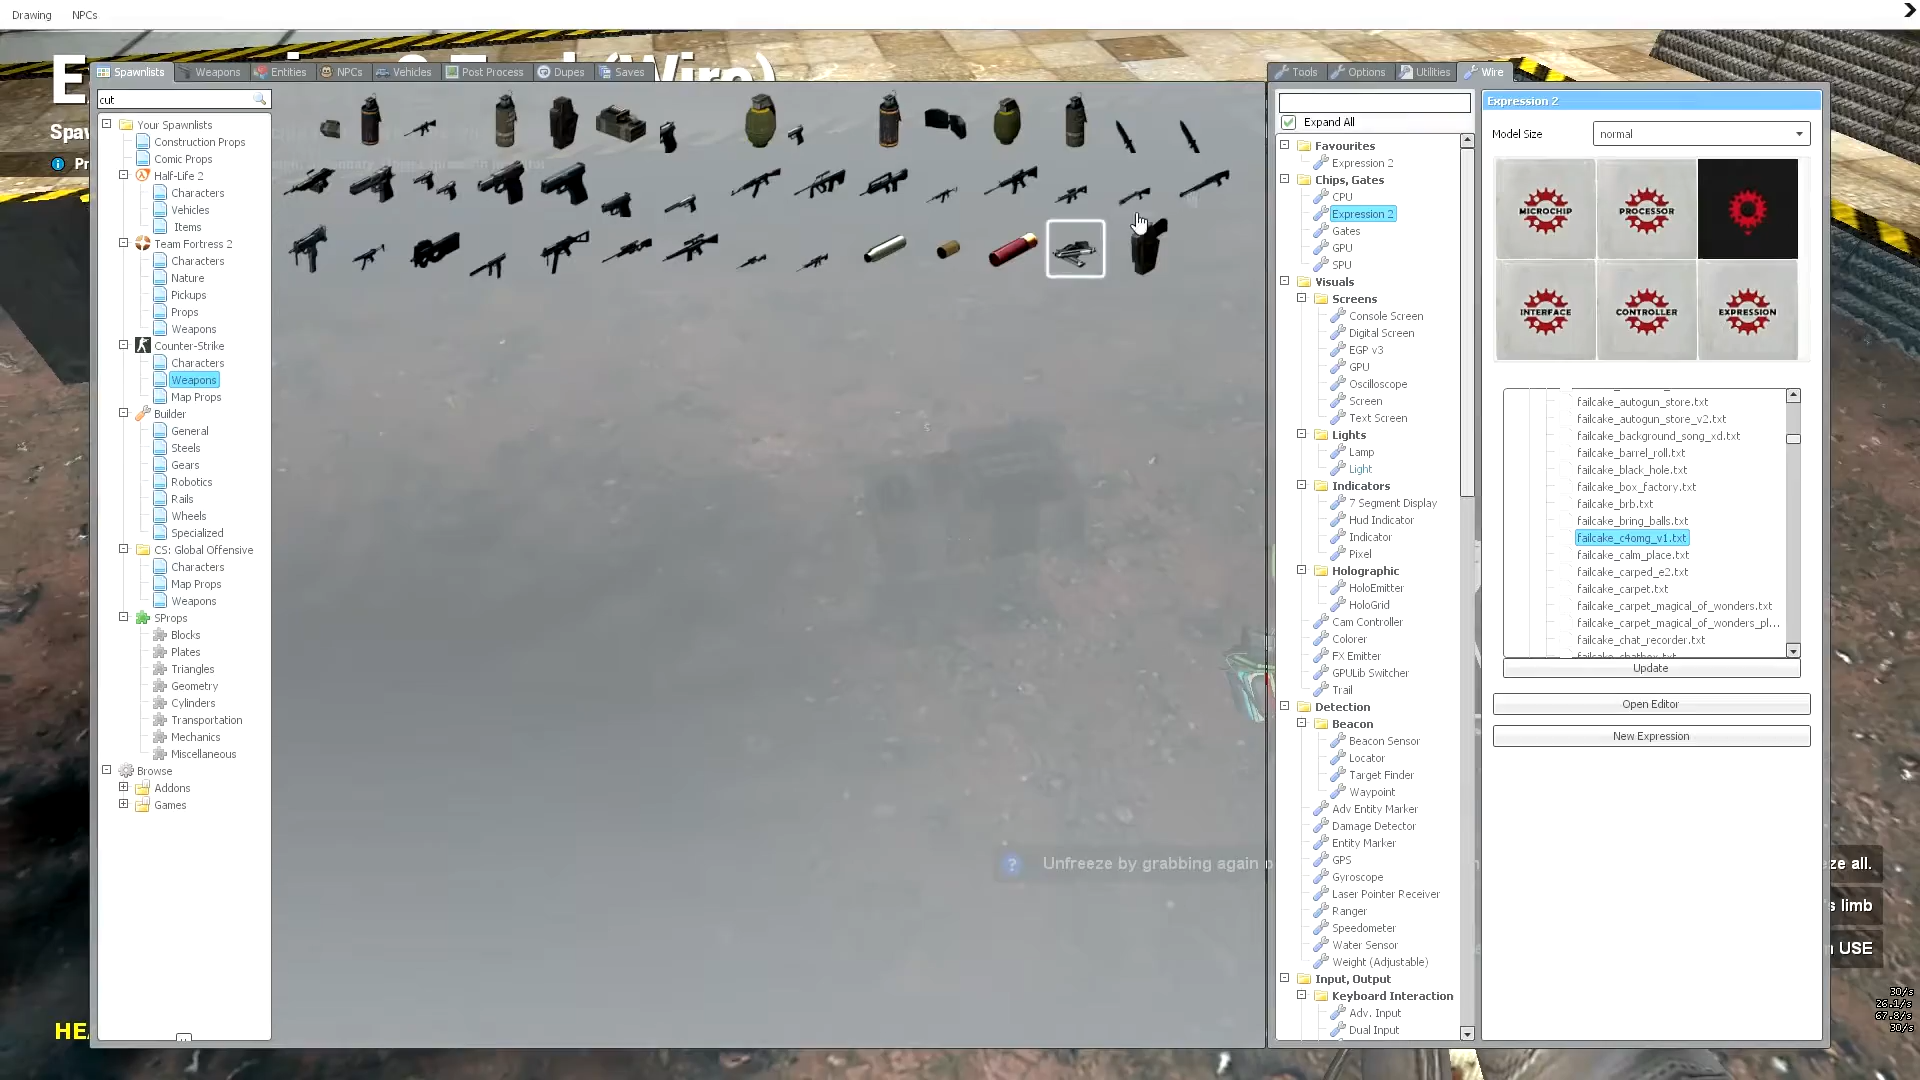 Drawing NPCs
Spawnlists Weapons Entities NPCs Vehicles Post Process Dupes Saves
cut
Your Spawnlists
Construction Props
Comic Props
Half-Life 2
Characters
Vehicles
Items
Team Fortress 2
Characters
Nature
Pickups
Props
Weapons
Counter-Strike
Characters
Weapons
Map Props
Builder
General
Steels
Gears
Robotics
Rails
Wheels
Specialized
CS: Global Offensive
Characters
Map Props
Weapons
SProps
Blocks
Plates
Triangles
Geometry
Cylinders
Transportation
Mechanics
Miscellaneous
Browse
Addons
Games
Unfreeze by grabbing again
Tools Options Utilities Wire
Expand All
Favourites
Expression 2
Chips, Gates
CPU
Expression 2
Gates
GPU
SPU
Visuals
Screens
Console Screen
Digital Screen
EGP v3
GPU
Oscilloscope
Screen
Text Screen
Lights
Lamp
Light
Indicators
7 Segment Display
Hud Indicator
Indicator
Pixel
Holographic
HoloEmitter
HoloGrid
Cam Controller
Colorer
FX Emitter
GPULib Switcher
Trail
Detection
Beacon
Beacon Sensor
Locator
Target Finder
Waypoint
Adv Entity Marker
Damage Detector
Entity Marker
GPS
Gyroscope
Laser Pointer Receiver
Ranger
Speedometer
Water Sensor
Weight (Adjustable)
Input, Output
Keyboard Interaction
Adv. Input
Dual Input
Expression 2
Model Size normal
MICROCHIP PROCESSOR
INTERFACE CONTROLLER EXPRESSION
failcake_autogun_store.txt
failcake_autogun_store_v2.txt
failcake_background_song_xd.txt
failcake_barrel_roll.txt
failcake_black_hole.txt
failcake_box_factory.txt
failcake_brb.txt
failcake_bring_balls.txt
failcake_c4omg_v1.txt
failcake_calm_place.txt
failcake_carped_e2.txt
failcake_carpet.txt
failcake_carpet_magical_of_wonders.txt
failcake_carpet_magical_of_wonders_pl...
failcake_chat_recorder.txt
failcake_chatbox.txt
Update
Open Editor
New Expression
ze all.
s limb
USE
30/s
26.1/s
67.8/s
30/s
HEA